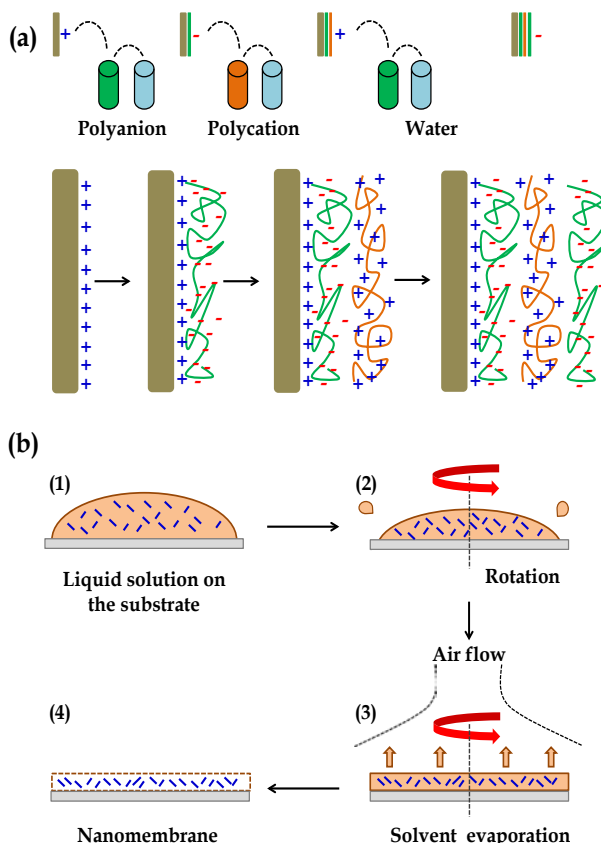 (a)
+ - + -
Polyanion Polycation Water
(b)
(1) (2)
Liquid solution on
the substrate
Rotation
Air flow
(4) (3)
Nanomembrane Solvent evaporation